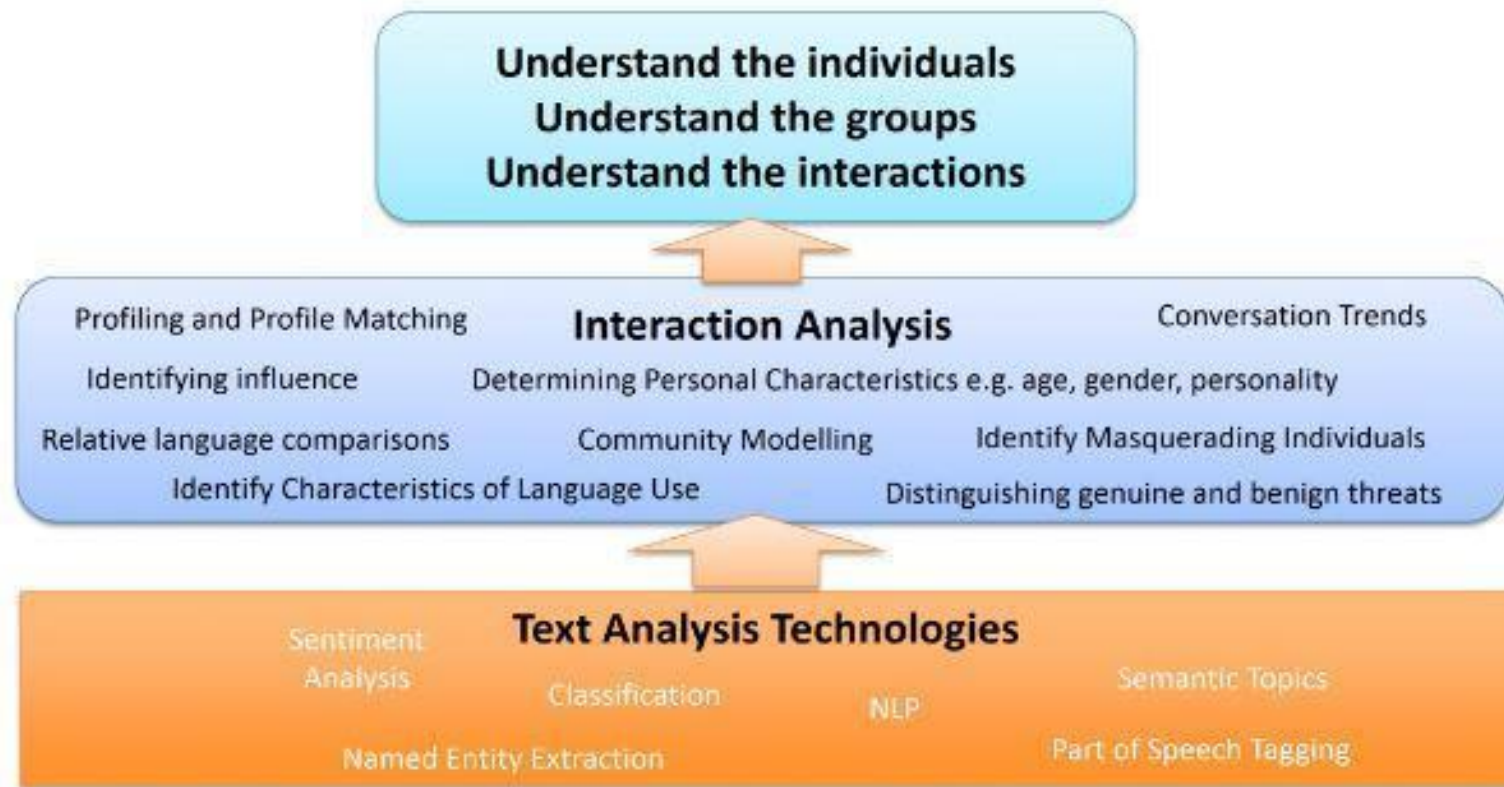 Understand the individuals
Understand the groups
Understand the interactions
Profiling and Profile Matching
Interaction Analysis
Conversation Trends
Identifying influence
Determining Personal Characteristics e.g. age, gender, personality
Relative language comparisons
Community Modelling
Identify Masquerading Individuals
Identify Characteristics of Language Use
Distinguishing genuine and benign threats
Text Analysis Technologies
Sentiment
Analysis
Classification
NLP
Semantic Topics
Named Entity Extraction
Part of Speech Tagging